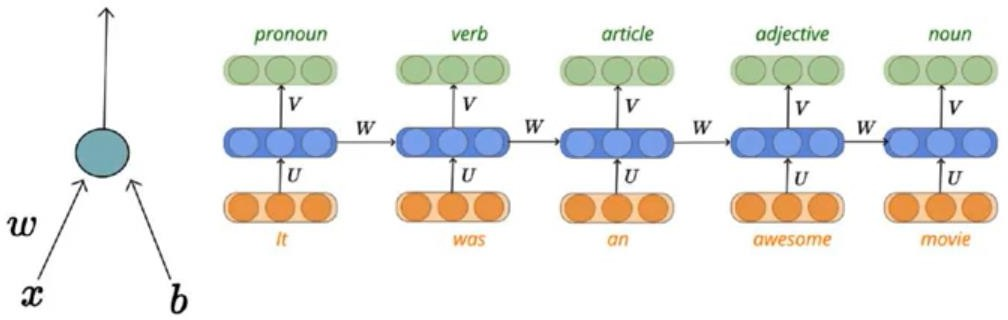 w
x b
pronoun verb article adjective noun
V V V V V
W W W W
U U U U U
It was an awesome movie